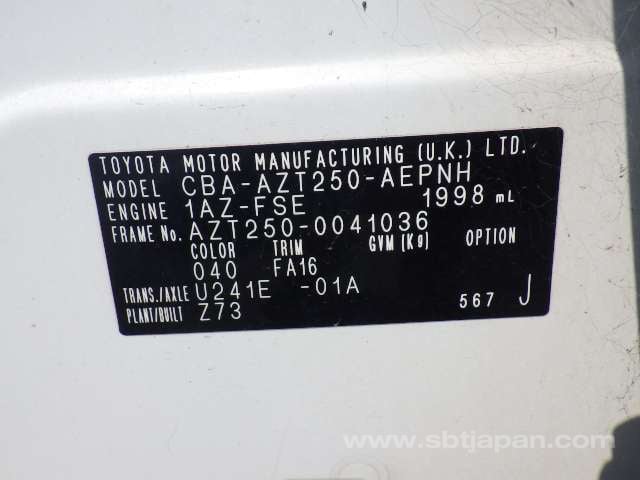 TOYOTA MOTOR MANUFACTURING (U.K.) LTD.
MODEL CBA-AZT250-AEPNH
ENGINE 1AZ-FSE 1998 mL
FRAME No. AZT250-0041036
COLOR TRIM GVM [Kg] OPTION
040 FA16
TRANS./AXLE U241E -01A
PLANT/BUILT Z73 567 J
www.sbtjapan.com